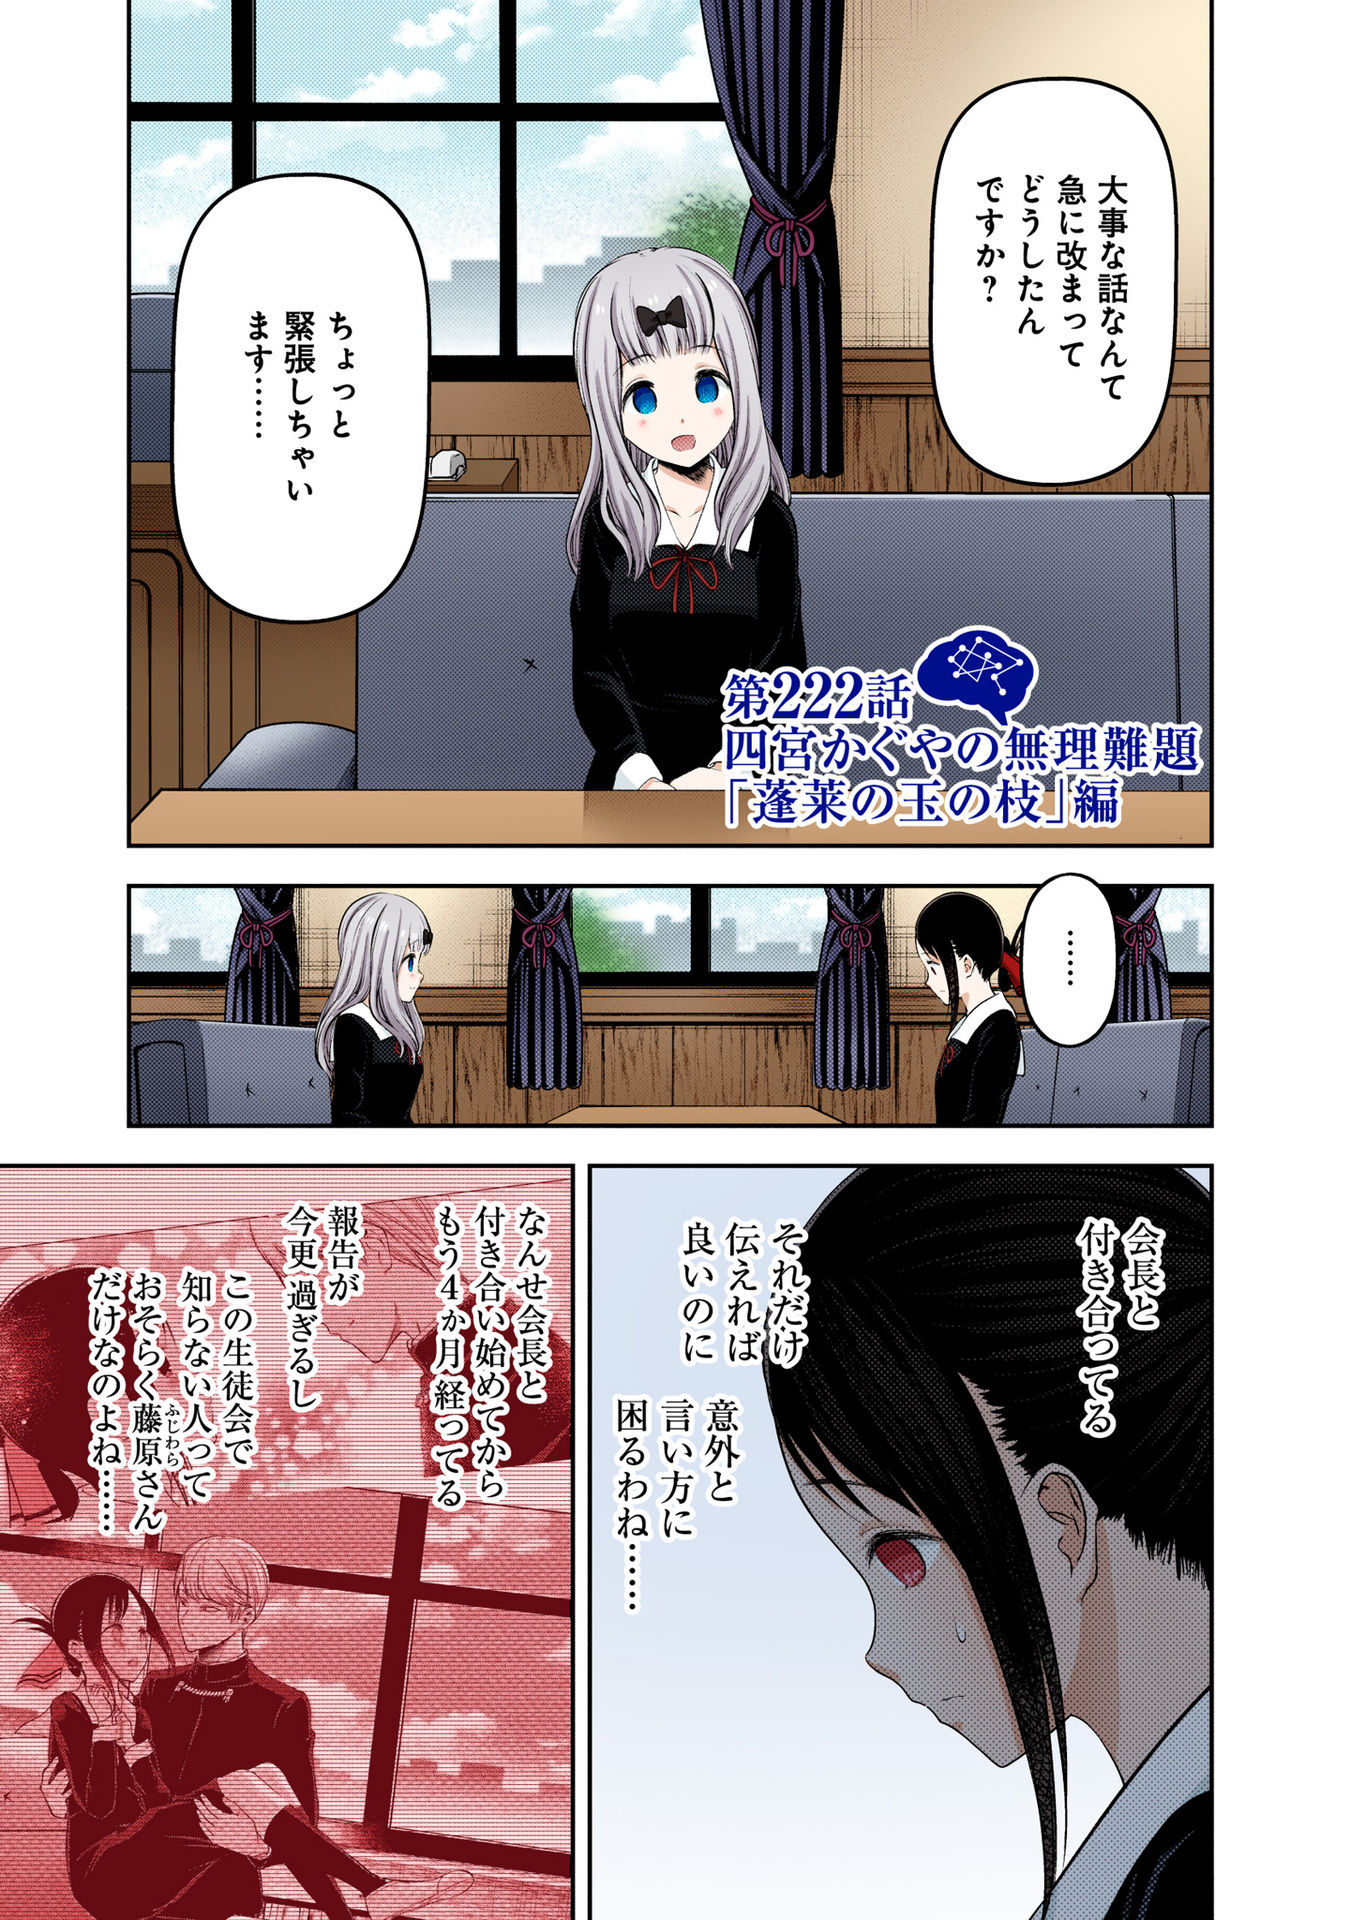 大事な話なんて
急に改まって
どうしたん
ですか？
ちょっと
緊張しちゃい
ます……
第222話
四宮かぐやの無理難題
「蓬莱の玉の枝」編
……
会長と
付き合ってる
それだけ
伝えれば
良いのに
意外と
言い方に
困るわね……
なんせ会長と
付き合い始めてから
もう4か月経ってる
報告が
今更過ぎるし
この生徒会で
知らない人って
おそらく藤原さん
ふじわら
だけなのよね……